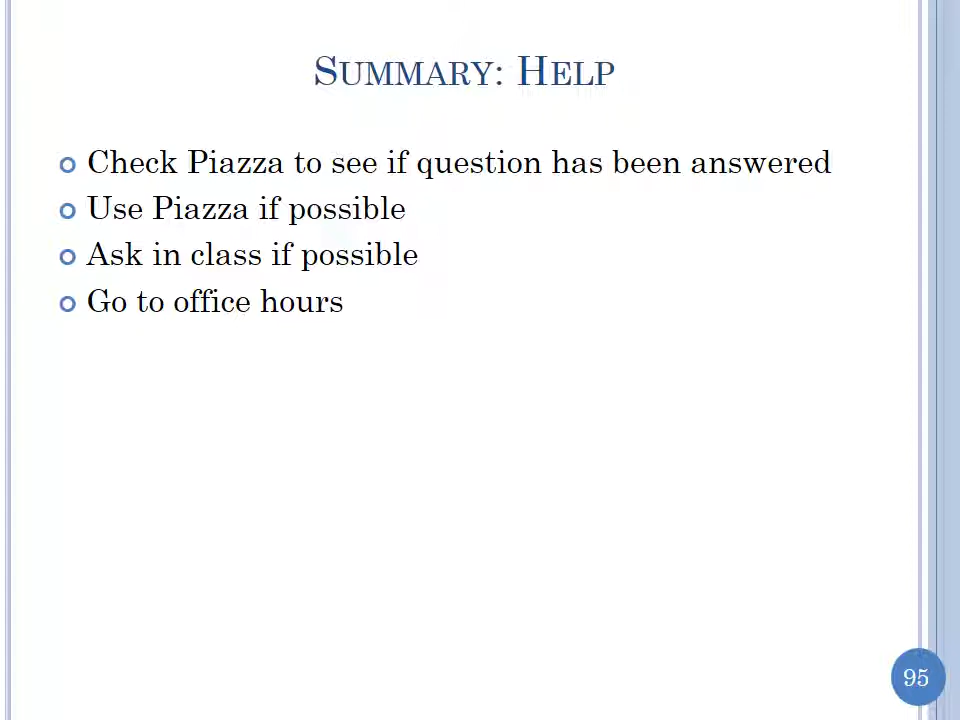 Summary: Help
Check Piazza to see if question has been answered
Use Piazza if possible
Ask in class if possible
Go to office hours
95